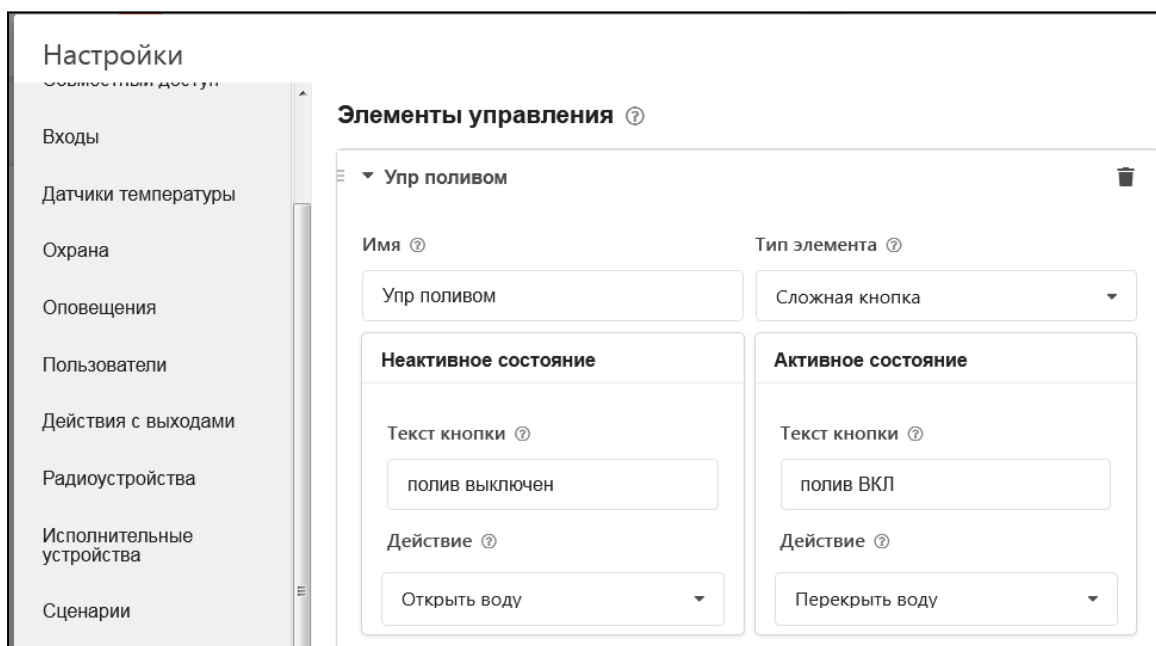 Настройки
Совместный доступ
Входы
Датчики температуры
Охрана
Оповещения
Пользователи
Действия с выходами
Радиоустройства
Исполнительные
устройства
Сценарии
Элементы управления
Упр поливом
Имя
Упр поливом
Тип элемента
Сложная кнопка
Неактивное состояние
Текст кнопки
полив выключен
Действие
Открыть воду
Активное состояние
Текст кнопки
полив ВКЛ
Действие
Перекрыть воду